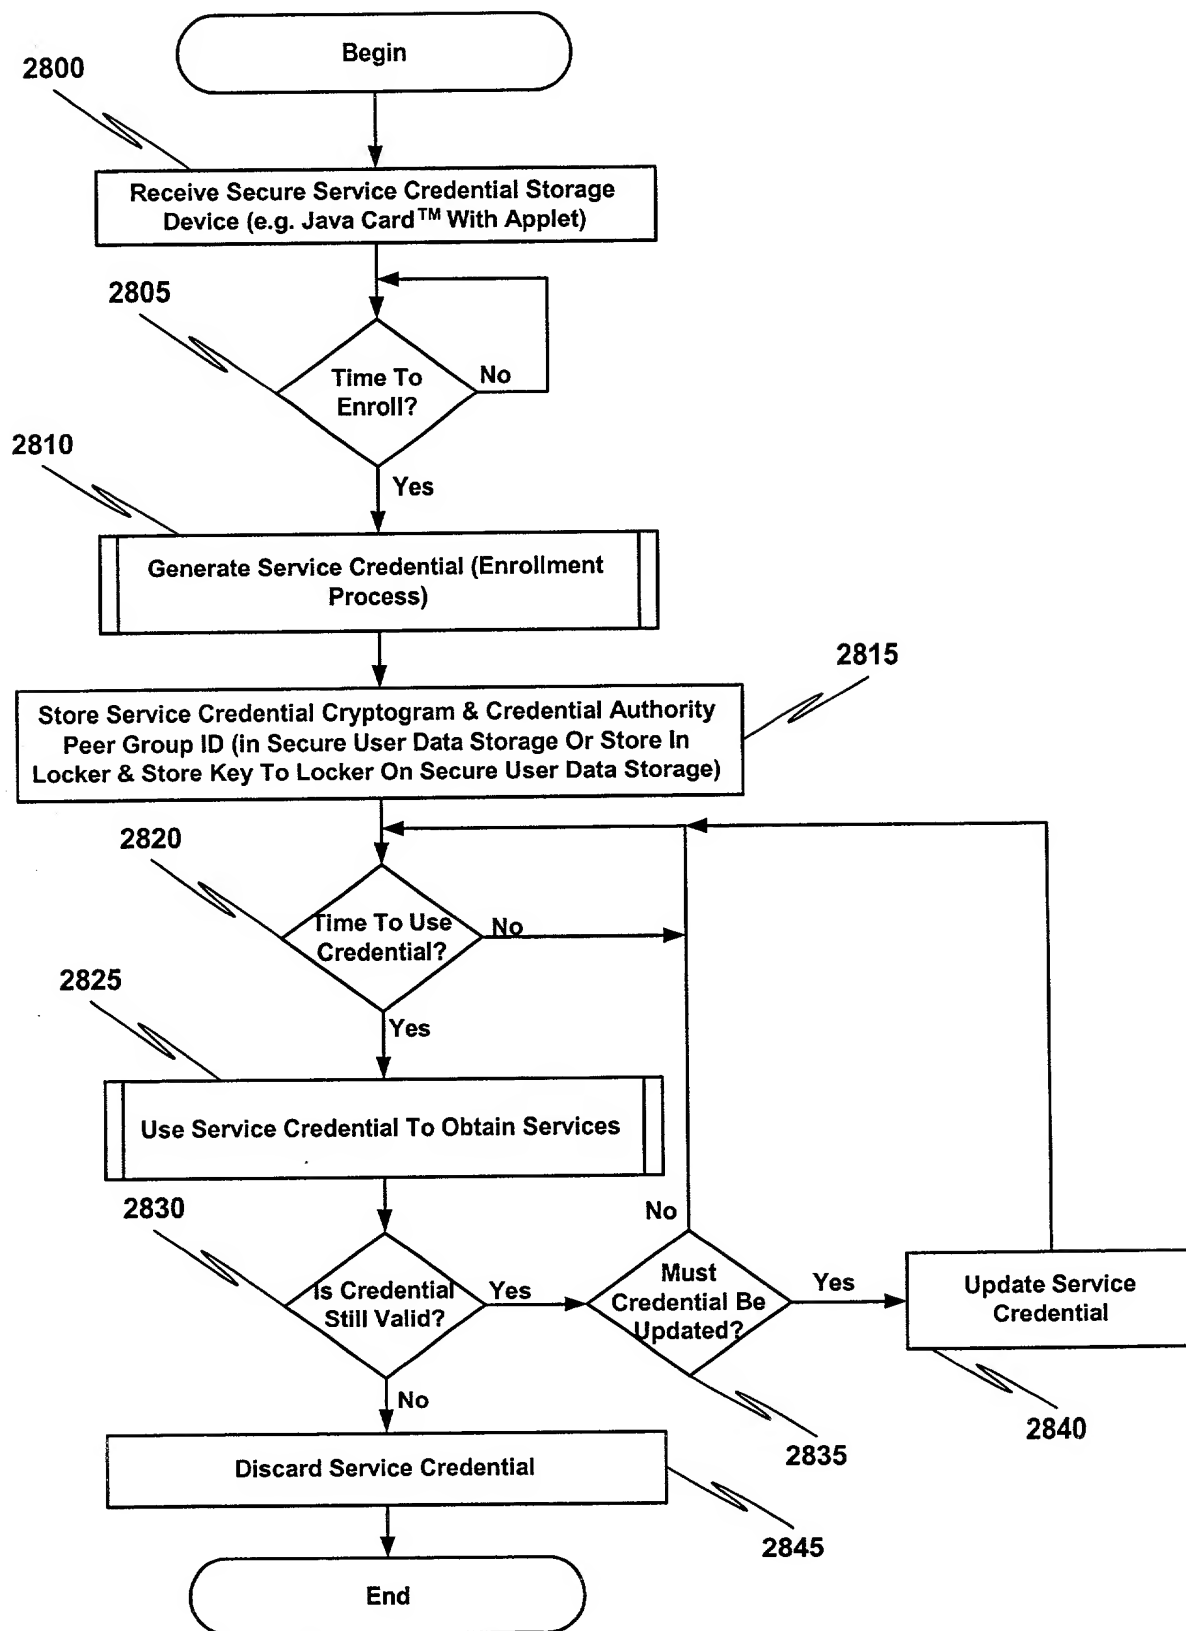 Begin
2800
Receive Secure Service Credential Storage
Device (e.g. Java Card™ With Applet)
2805
Time To
Enroll?
No
Yes
2810
Generate Service Credential (Enrollment
Process)
2815
Store Service Credential Cryptogram & Credential Authority
Peer Group ID (in Secure User Data Storage Or Store In
Locker & Store Key To Locker On Secure User Data Storage)
2820
Time To Use
Credential?
No
Yes
2825
Use Service Credential To Obtain Services
2830
Is Credential
Still Valid?
Yes
No
No
Must
Credential Be
Updated?
Yes
2835
Update Service
Credential
2840
Discard Service Credential
2845
End